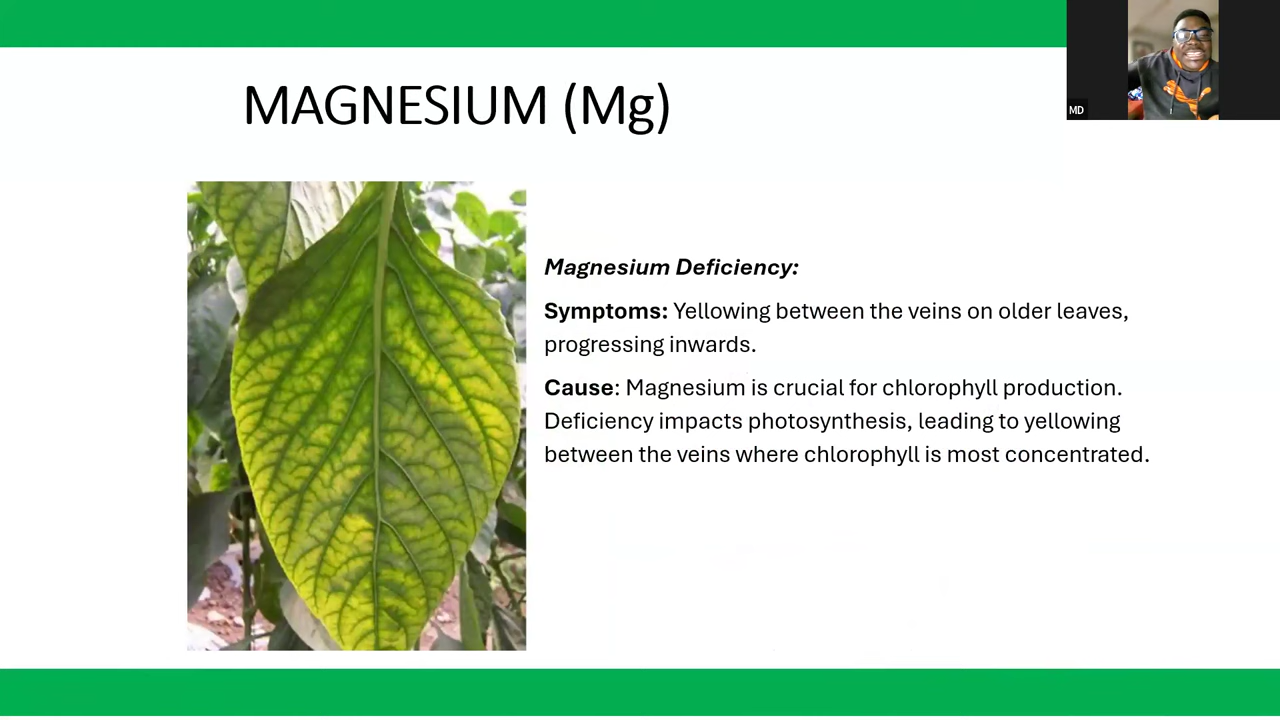 MD
MAGNESIUM (Mg)
Magnesium Deficiency:
Symptoms: Yellowing between the veins on older leaves,
progressing inwards.
Cause: Magnesium is crucial for chlorophyll production.
Deficiency impacts photosynthesis, leading to yellowing
between the veins where chlorophyll is most concentrated.